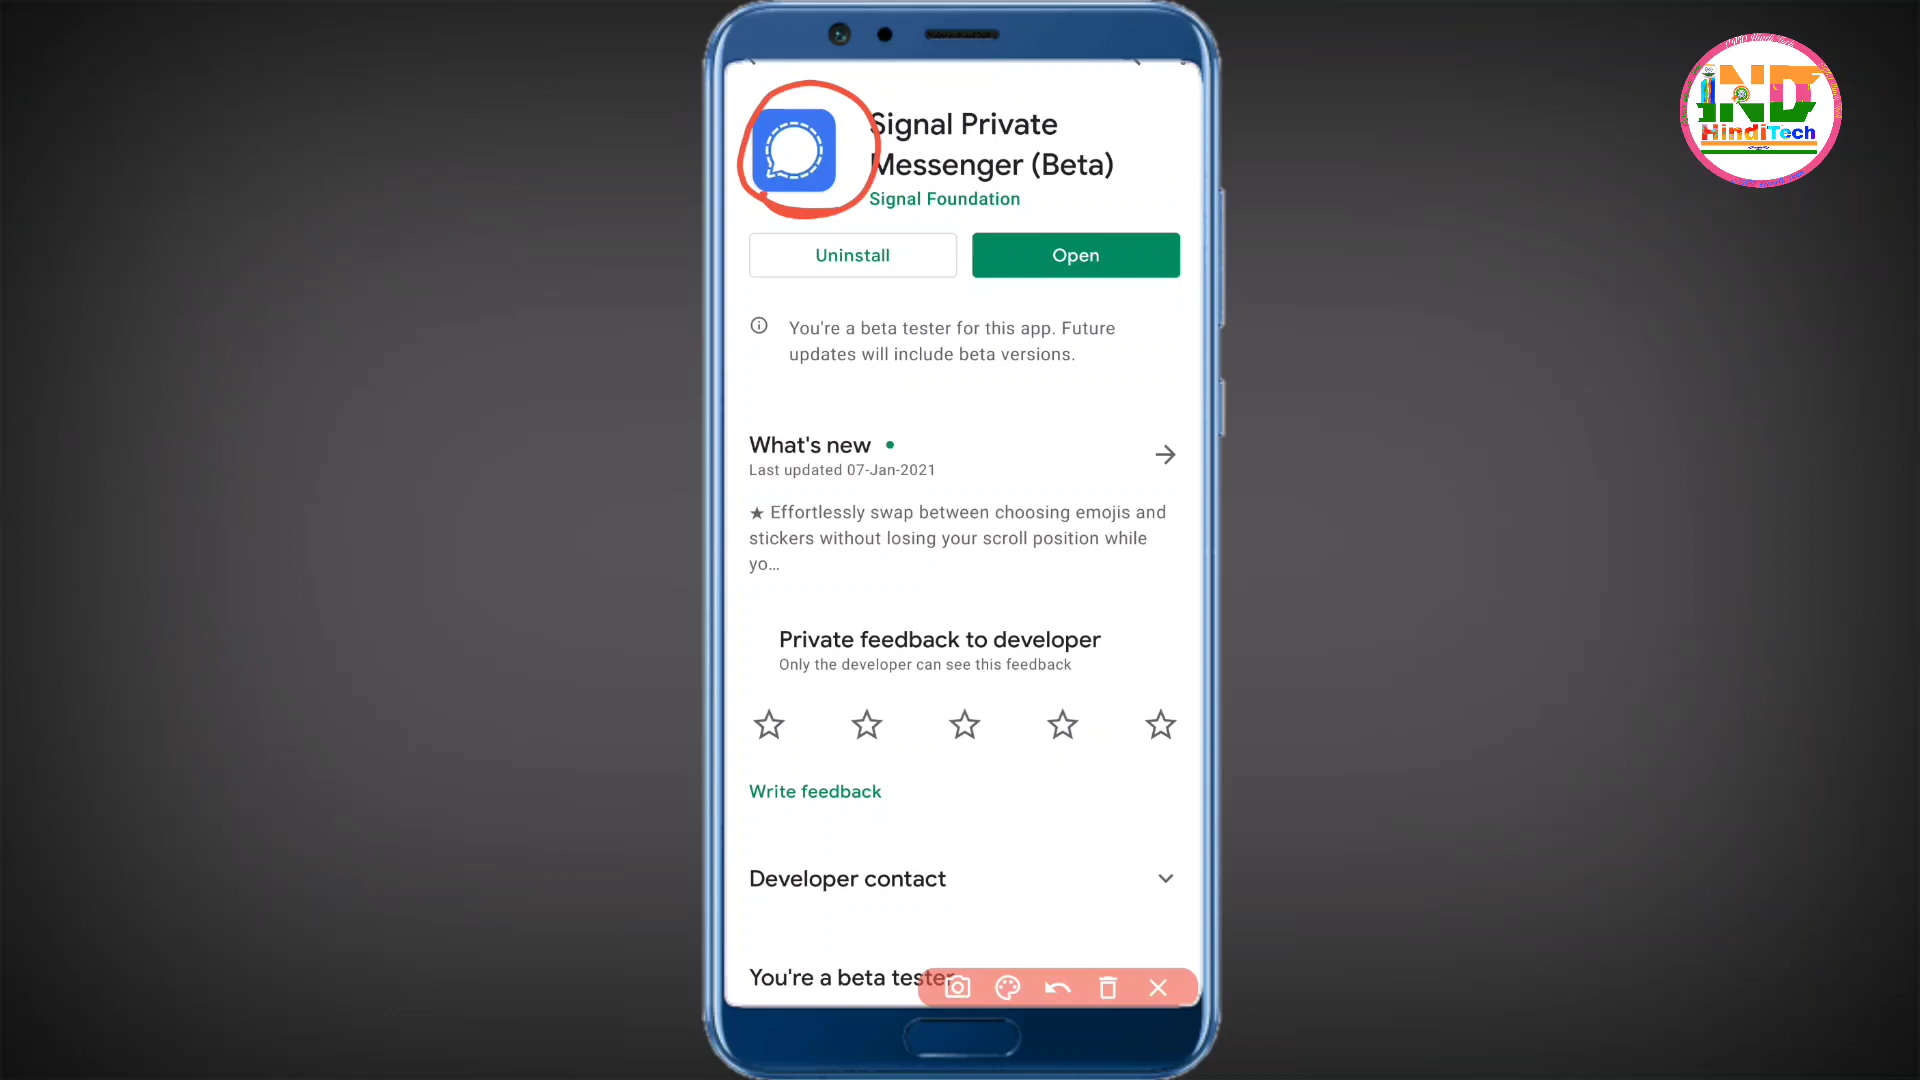 Signal Private
Messenger (Beta)
Signal Foundation
Uninstall
Open
You're a beta tester for this app. Future
updates will include beta versions.
What's new
Last updated 07-Jan-2021
★ Effortlessly swap between choosing emojis and
stickers without losing your scroll position while
yo…
Private feedback to developer
Only the developer can see this feedback
Write feedback
Developer contact
You're a beta tester
IND
HindiTech